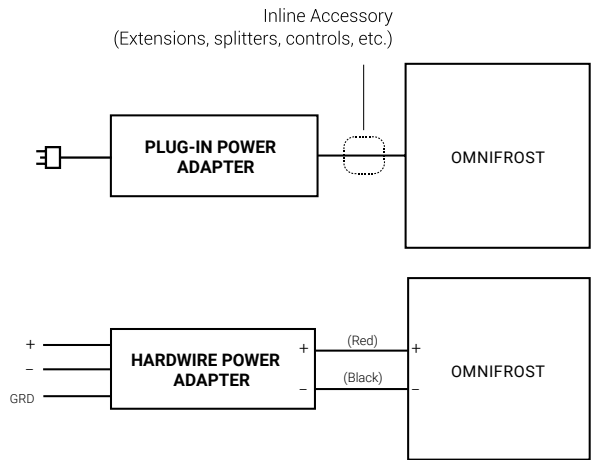 Inline Accessory
(Extensions, splitters, controls, etc.)
PLUG-IN POWER
ADAPTER
OMNIFROST
+
–
GRD
HARDWIRE POWER
ADAPTER
+
–
(Red)
(Black)
+
–
OMNIFROST